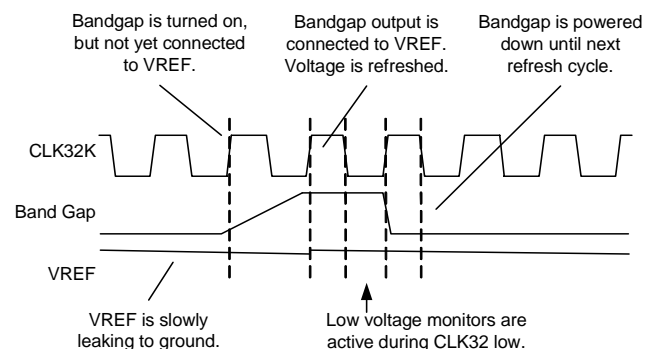 Bandgap is turned on,
but not yet connected
to VREF.
Bandgap output is
connected to VREF.
Voltage is refreshed.
Bandgap is powered
down until next
refresh cycle.
CLK32K
Band Gap
VREF
VREF is slowly
leaking to ground.
Low voltage monitors are
active during CLK32 low.